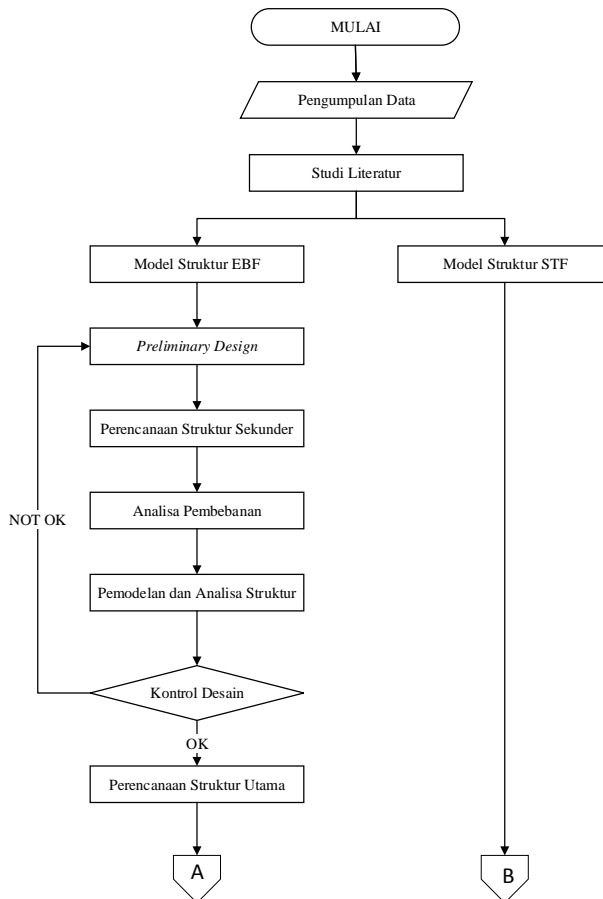 MULAI
Pengumpulan Data
Studi Literatur
Model Struktur EBF
Model Struktur STF
Preliminary Design
Perencanaan Struktur Sekunder
Analisa Pembebanan
NOT OK
Pemodelan dan Analisa Struktur
Kontrol Desain
OK
Perencanaan Struktur Utama
A
B